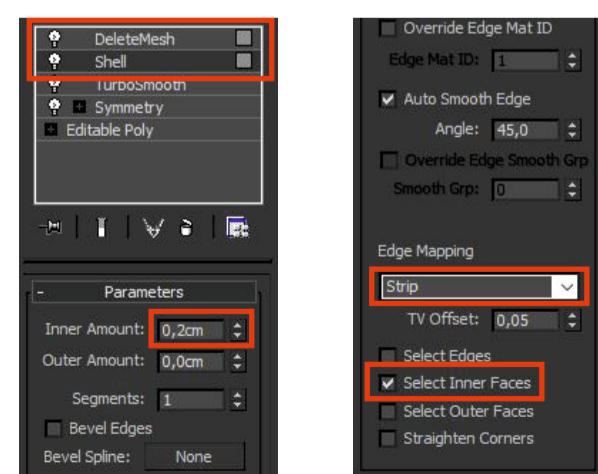 DeleteMesh
Shell
TurboSmooth
Symmetry
Editable Poly
- Parameters
Inner Amount: 0,2cm
Outer Amount: 0,0cm
Segments: 1
Bevel Edges
Bevel Spline: None
Override Edge Mat ID
Edge Mat ID: 1
Auto Smooth Edge
Angle: 45,0
Override Edge Smooth Grp
Smooth Grp: 0
Edge Mapping
Strip
TV Offset: 0,05
Select Edges
Select Inner Faces
Select Outer Faces
Straighten Corners